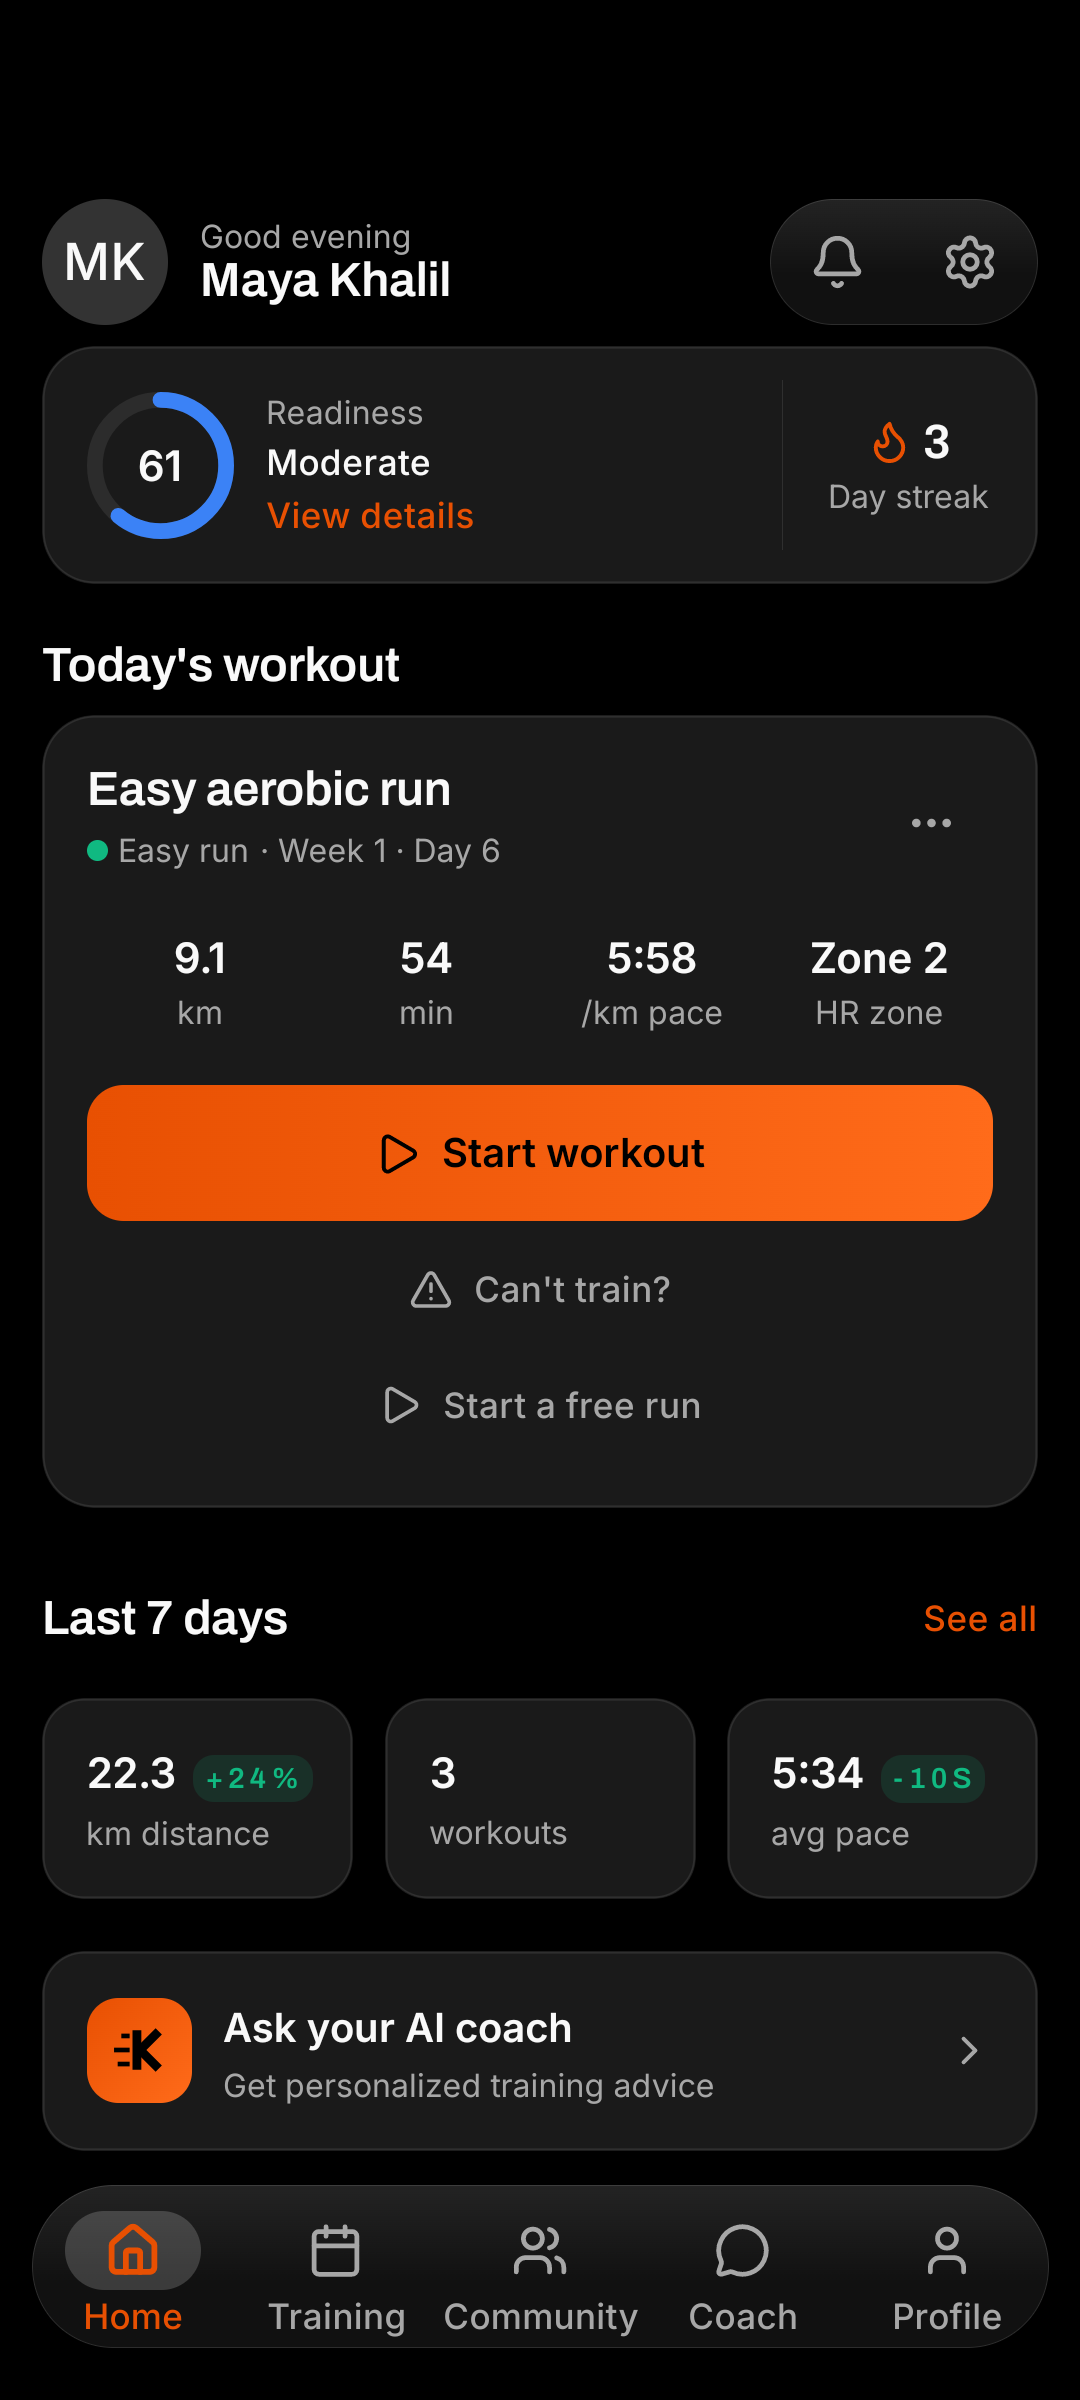 MK
Good evening
Maya Khalil
61
Readiness
Moderate
View details
3
Day streak
Today's workout
Easy aerobic run
Easy run · Week 1 · Day 6
9.1
km
54
min
5:58
/km pace
Zone 2
HR zone
Start workout
Can't train?
Start a free run
Last 7 days
See all
22.3 +24%
km distance
3
workouts
5:34 -10S
avg pace
K
Ask your AI coach
Get personalized training advice
Home
Training
Community
Coach
Profile